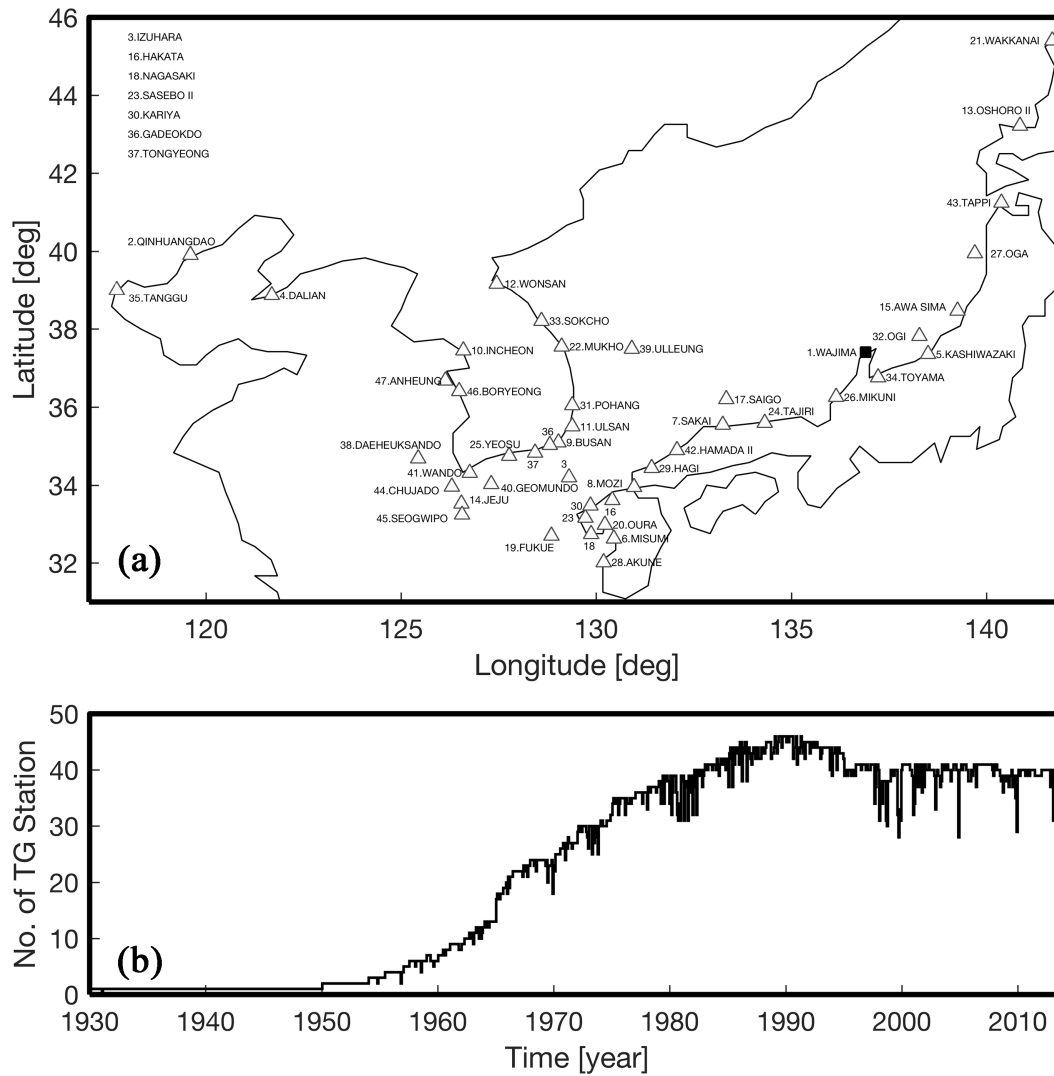 46
44
42
40
38
36
34
32
Latitude [deg]
3.IZUHARA
16.HAKATA
18.NAGASAKI
23.SASEBO II
30.KARIYA
36.GADEOKDO
37.TONGYEONG
21.WAKKANAI
13.OSHORO II
43.TAPPI
2.QINHUANGDAO
27.OGA
12.WONSAN
35.TANGGU
4.DALIAN
15.AWA SIMA
33.SOKCHO
32.OGI
10.INCHEON
22.MUKHO
39.ULLEUNG
1.WAJIMA
5.KASHIWAZAKI
47.ANHEUNG
34.TOYAMA
46.BORYEONG
17.SAIGO
26.MIKUNI
31.POHANG
24.TAJIRI
7.SAKAI
11.ULSAN
36
38.DAEHEUKSANDO
25.YEOSU
9.BUSAN
42.HAMADA II
37
3
29.HAGI
41.WANDO
8.MOZI
44.CHUJADO
40.GEOMUNDO
14.JEJU
30
16
45.SEOGWIPO
23
20.OURA
19.FUKUE
18
6.MISUMI
28.AKUNE
(a)
120
125
130
135
140
Longitude [deg]
50
40
30
20
10
0
No. of TG Station
(b)
1930
1940
1950
1960
1970
1980
1990
2000
2010
Time [year]